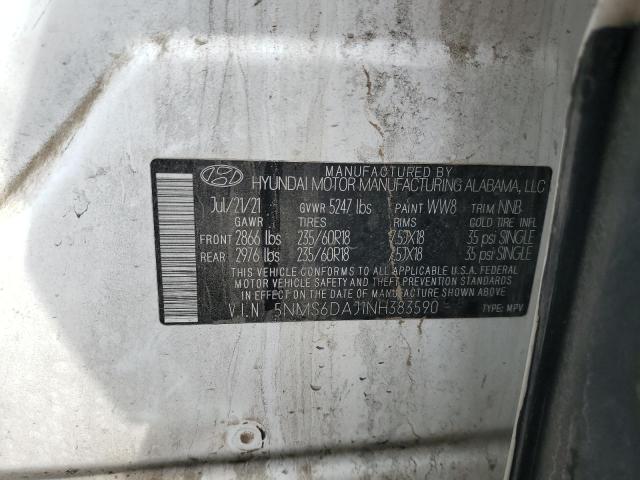 MANUFACTURED BY
HYUNDAI MOTOR MANUFACTURING ALABAMA, LLC
Jul/21/21 GVWR 5247 lbs PAINT WW8 TRIM NNB
GAWR TIRES RIMS COLD TIRE INFL
FRONT 2866 lbs 235/60R18 7.5JX18 35 psi SINGLE
REAR 2976 lbs 235/60R18 7.5JX18 35 psi SINGLE
THIS VEHICLE CONFORMS TO ALL APPLICABLE U.S.A. FEDERAL
MOTOR VEHICLE SAFETY AND THEFT PREVENTION STANDARDS
IN EFFECT ON THE DATE OF MANUFACTURE SHOWN ABOVE.
V.I.N. 5NMS6DAJ1NH383590 TYPE: MPV